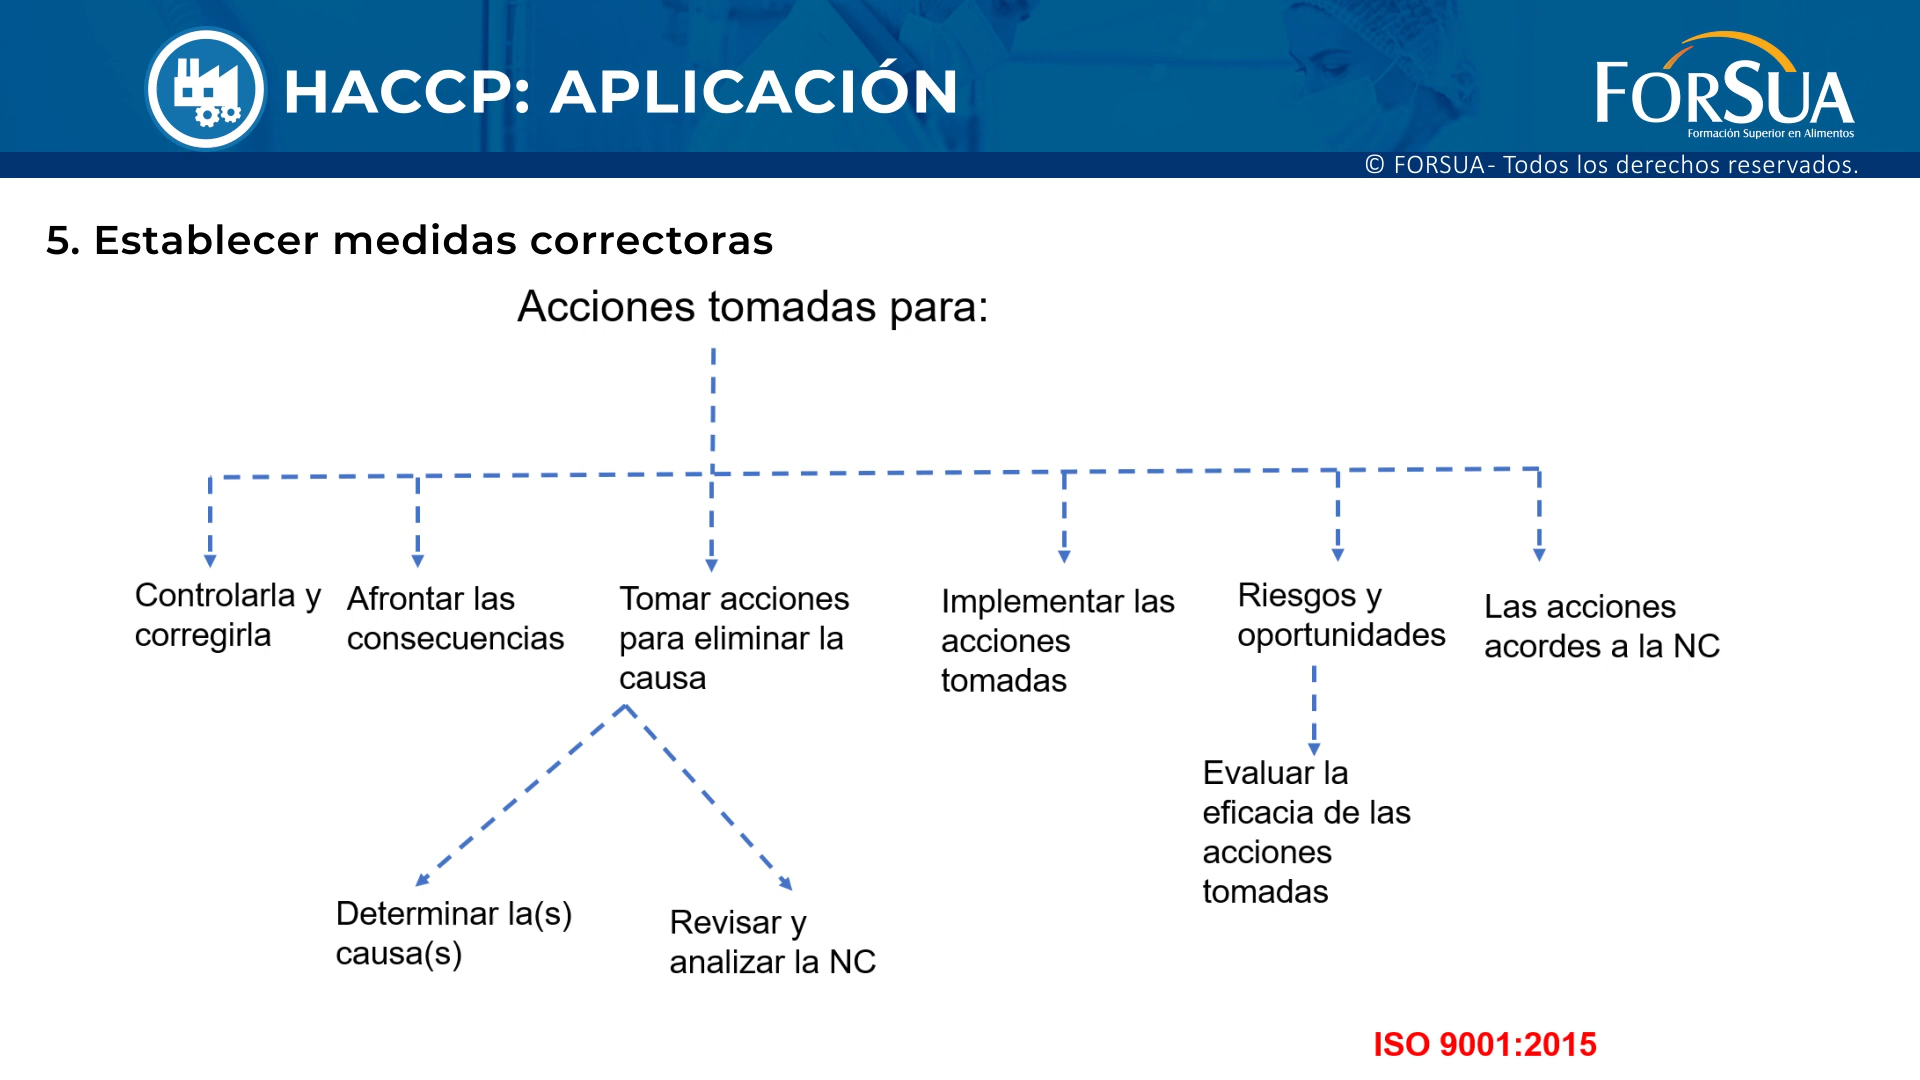 HACCP: APLICACIÓN
FORSUA
Formación Superior en Alimentos
© FORSUA- Todos los derechos reservados.
5. Establecer medidas correctoras
Acciones tomadas para:
Controlarla y
corregirla
Afrontar las
consecuencias
Tomar acciones
para eliminar la
causa
Implementar las
acciones
tomadas
Riesgos y
oportunidades
Las acciones
acordes a la NC
Evaluar la
eficacia de las
acciones
tomadas
Determinar la(s)
causa(s)
Revisar y
analizar la NC
ISO 9001:2015